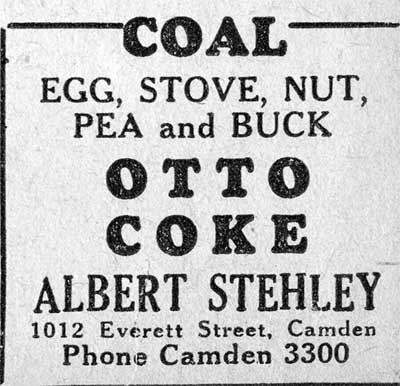 COAL
EGG, STOVE, NUT,
PEA and BUCK
OTTO
COKE
ALBERT STEHLEY
1012 Everett Street, Camden
Phone Camden 3300